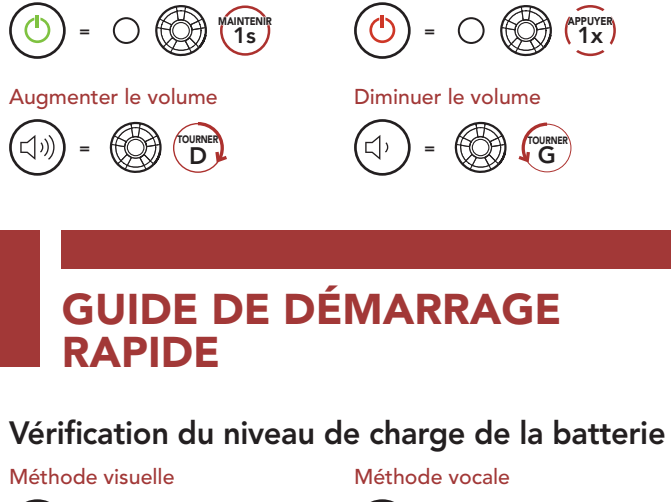 = MAINTENIR 1s
= APPUYER 1x
Augmenter le volume
Diminuer le volume
= TOURNER D
= TOURNER G
GUIDE DE DÉMARRAGE
RAPIDE
Vérification du niveau de charge de la batterie
Méthode visuelle
Méthode vocale